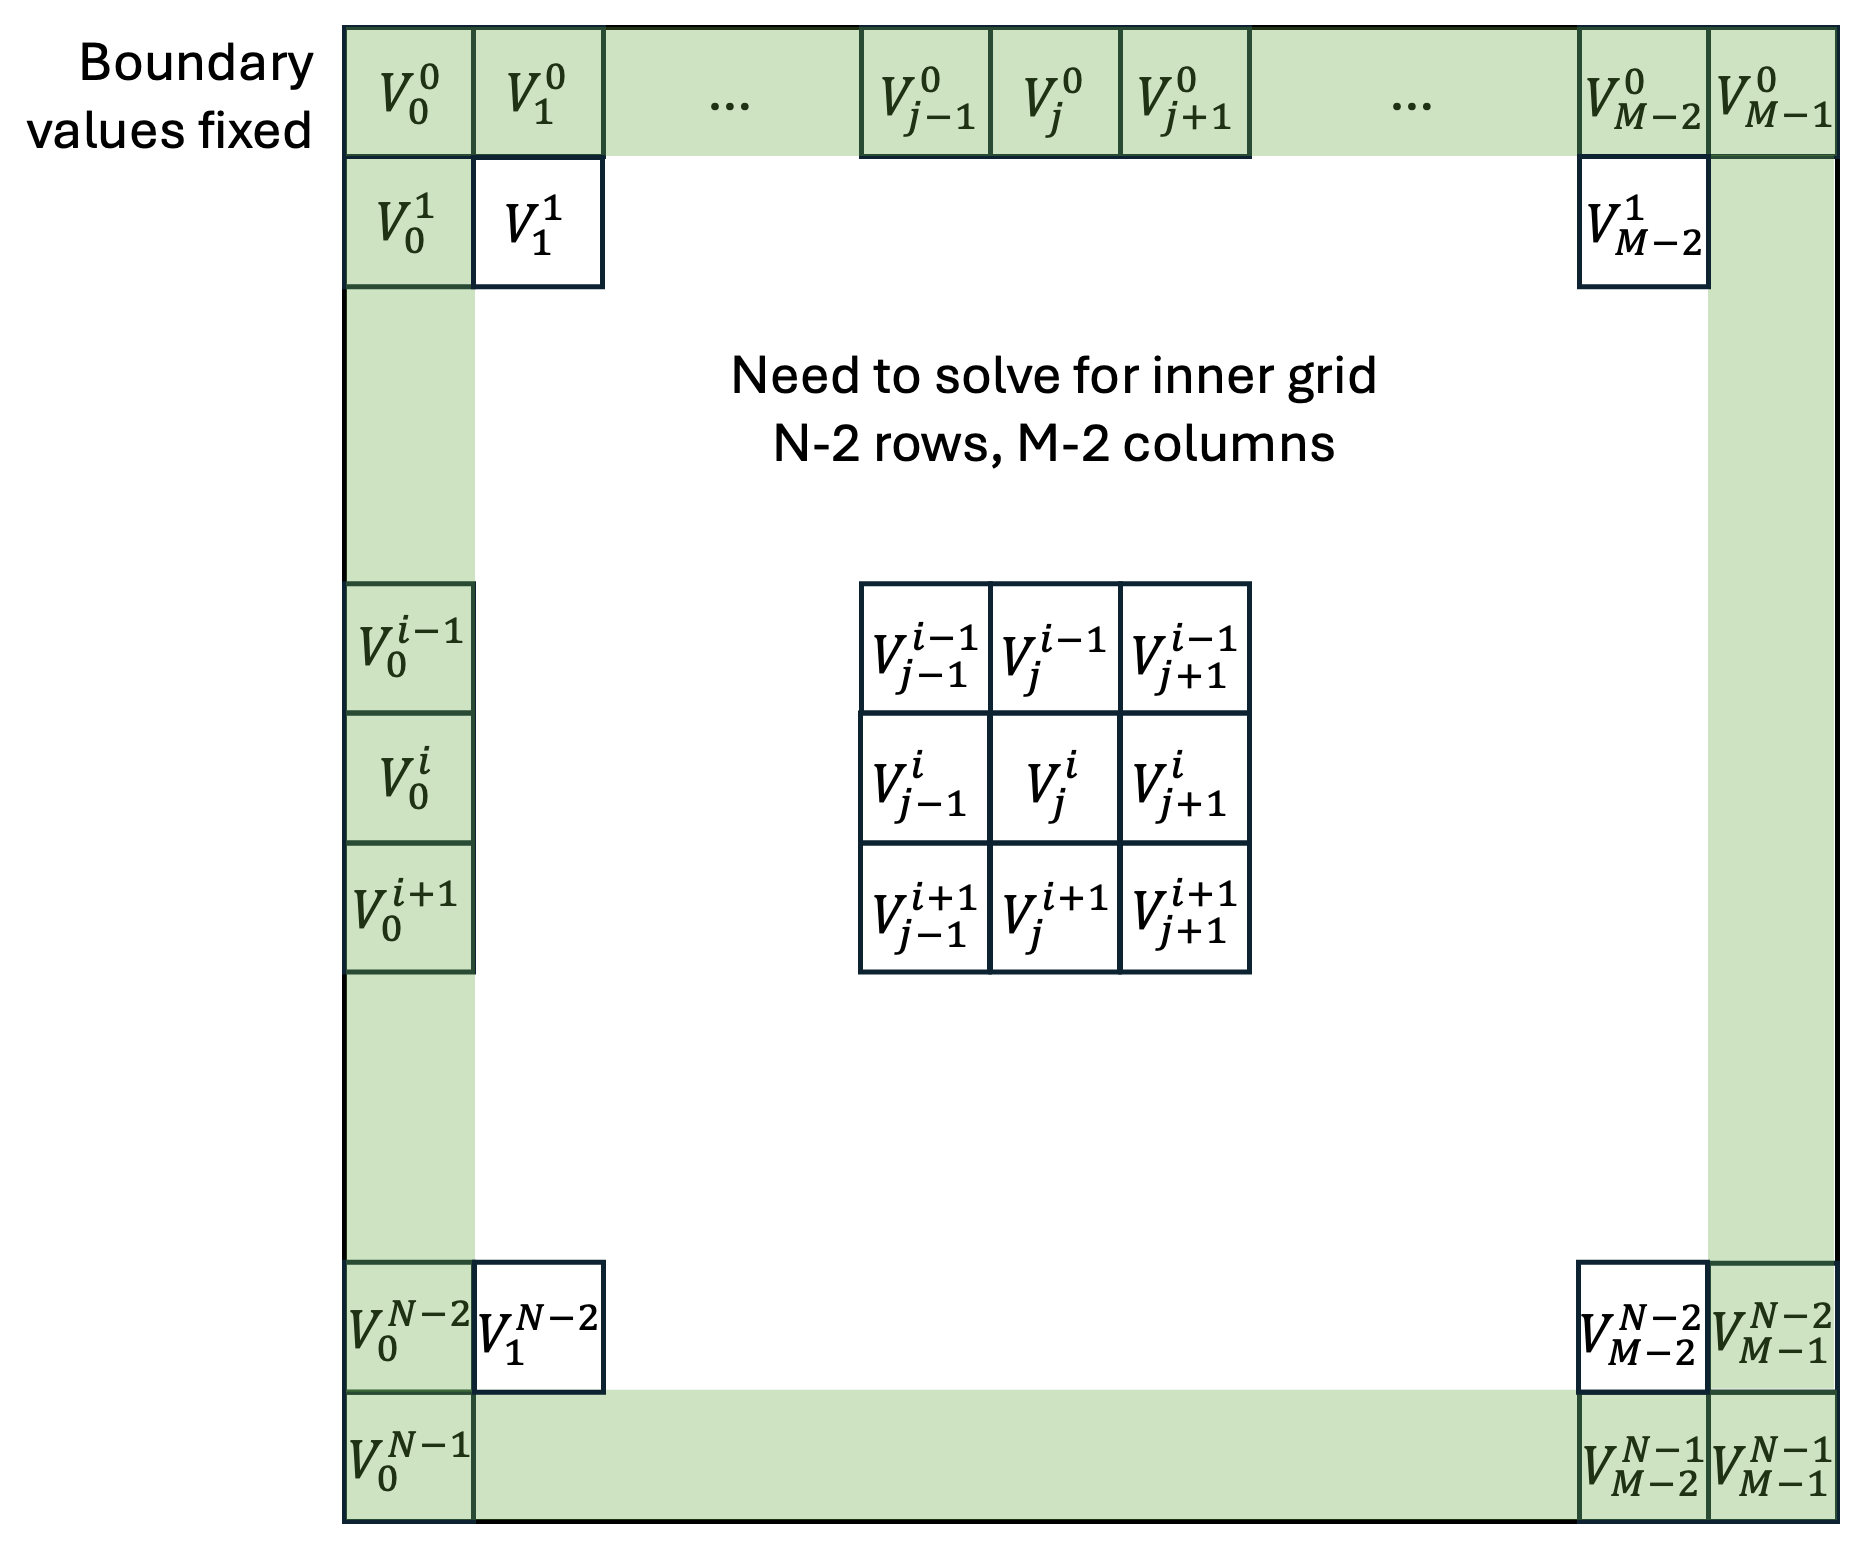 Boundary
values fixed
V_0^0 V_1^0 ... V_{j-1}^0 V_j^0 V_{j+1}^0 ... V_{M-2}^0 V_{M-1}^0
V_0^1 V_1^1 V_{M-2}^1
Need to solve for inner grid
N-2 rows, M-2 columns
V_0^{i-1} V_{j-1}^{i-1} V_j^{i-1} V_{j+1}^{i-1}
V_0^i V_{j-1}^i V_j^i V_{j+1}^i
V_0^{i+1} V_{j-1}^{i+1} V_j^{i+1} V_{j+1}^{i+1}
V_0^{N-2} V_1^{N-2} V_{M-2}^{N-2} V_{M-1}^{N-2}
V_0^{N-1} V_{M-2}^{N-1} V_{M-1}^{N-1}